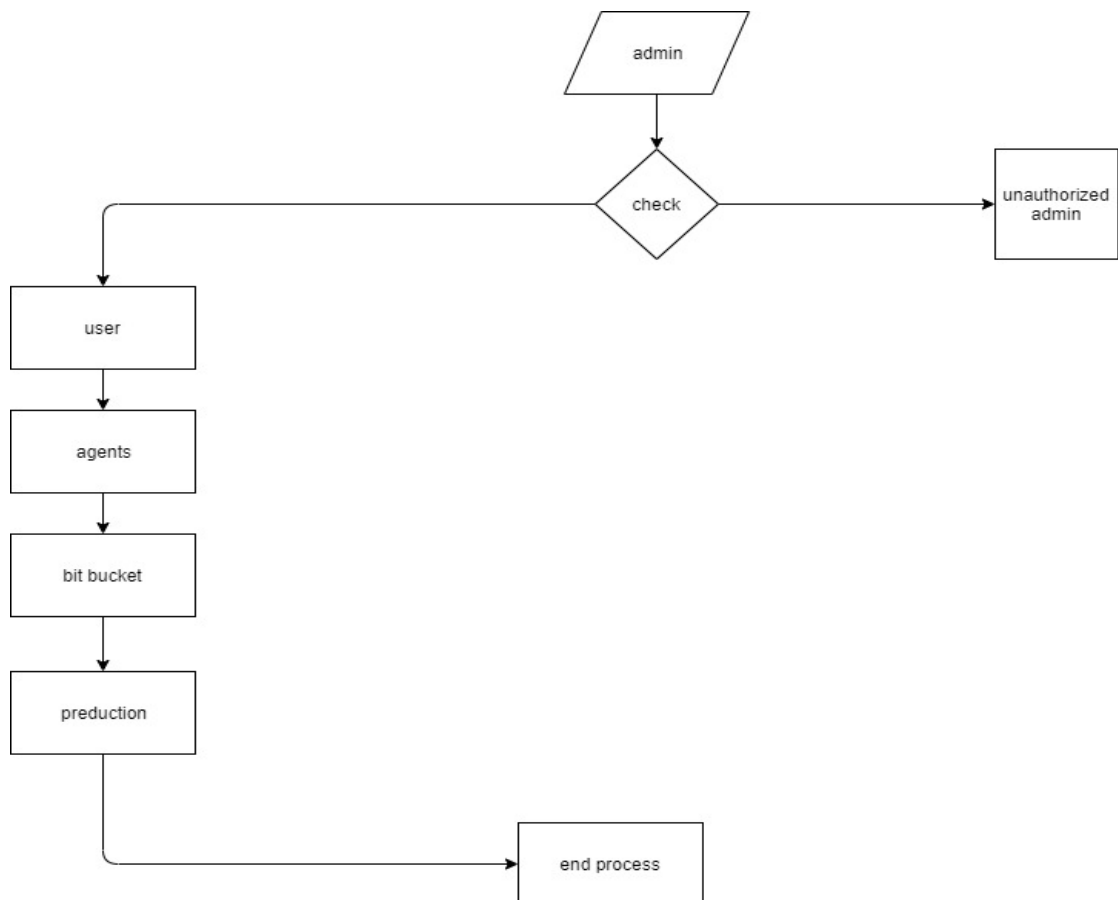 admin
check
unauthorized
admin
user
agents
bit bucket
preduction
end process